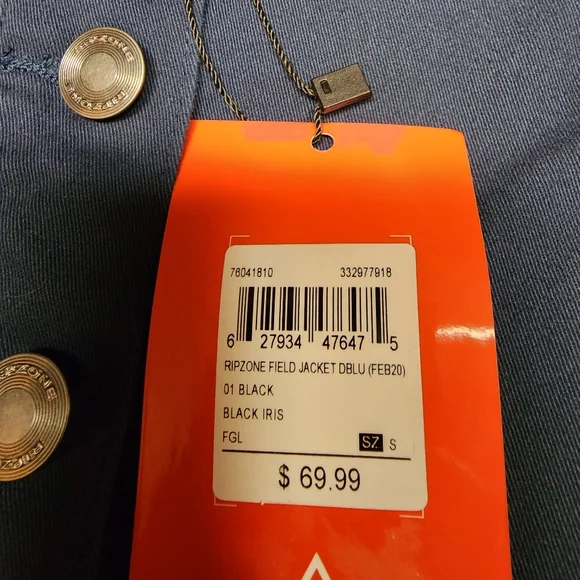 RIPZONE
RIPZONE
76041810 332977918
6 27934 47647 5
RIPZONE FIELD JACKET DBLU (FEB20)
01 BLACK
BLACK IRIS
FGL SZ S
$ 69.99
RIPZONE